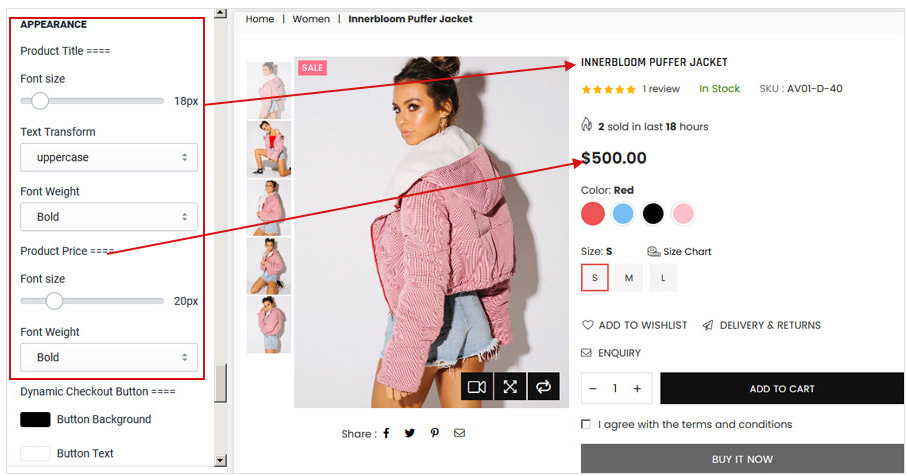 APPEARANCE
Product Title ====
Font size
18px
Text Transform
uppercase
Font Weight
Bold
Product Price ====
Font size
20px
Font Weight
Bold
Dynamic Checkout Button ====
Button Background
Button Text
Home | Women | Innerbloom Puffer Jacket
SALE
Share :
INNERBLOOM PUFFER JACKET
1 review In Stock SKU : AV01-D-40
2 sold in last 18 hours
$500.00
Color: Red
Size: S Size Chart
S M L
ADD TO WISHLIST DELIVERY & RETURNS
ENQUIRY
− 1 + ADD TO CART
I agree with the terms and conditions
BUY IT NOW